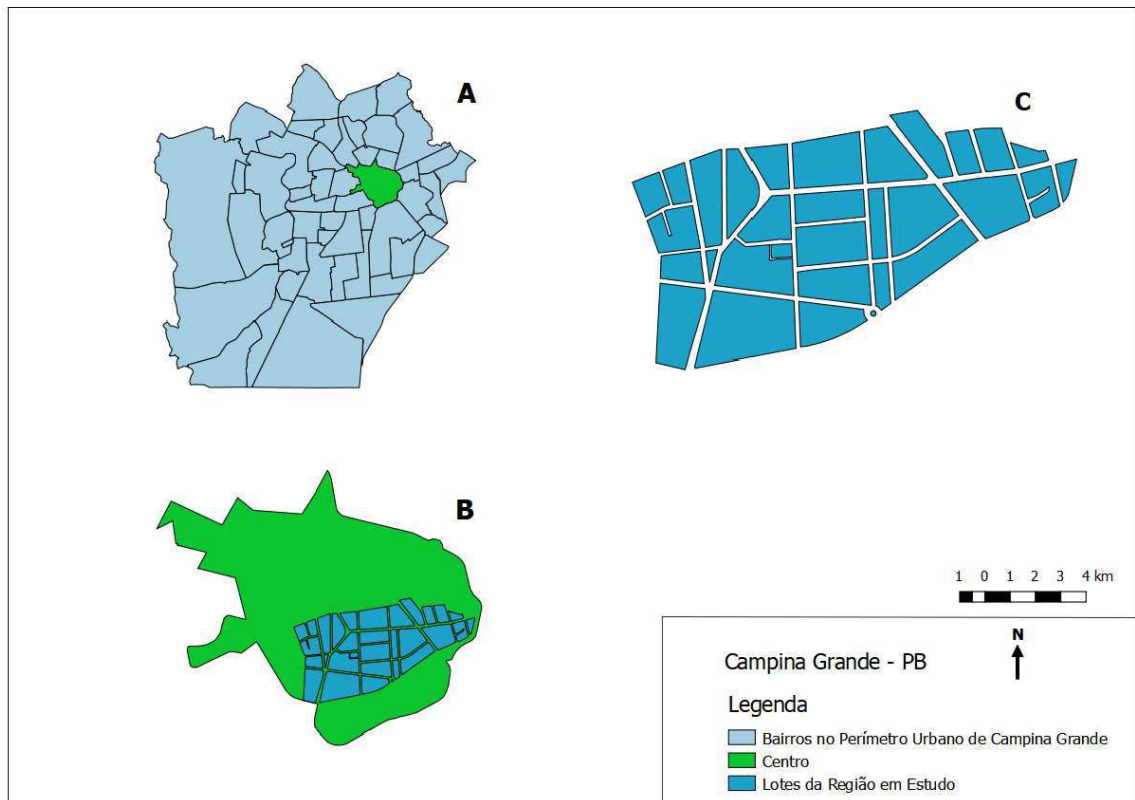 A
C
B
1 0 1 2 3 4 km
N
Campina Grande - PB
Legenda
Bairros no Perímetro Urbano de Campina Grande
Centro
Lotes da Região em Estudo